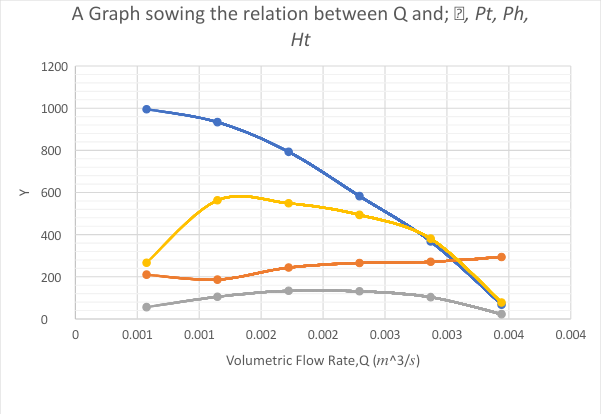 A Graph sowing the relation between Q and; , Pt, Ph,
Ht
1200
1000
800
600
400
200
0
Y
0 0.001 0.001 0.002 0.002 0.003 0.003 0.004 0.004
Volumetric Flow Rate,Q (𝑚^3/𝑠)